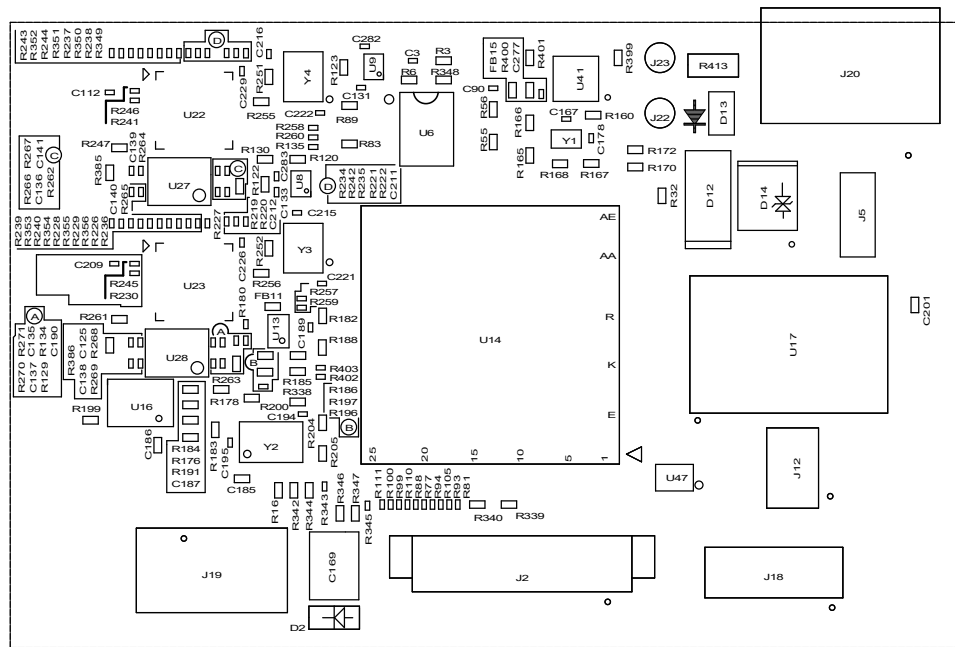 R243
R352
R244
R351
R237
R350
R238
R349
D
C216
C229
R251
R255
Y4
R123
C282
U9
C131
C3
R6
R3
R348
C90
R56
R55
FB15
R400
C277
R401
U41
R399
J23
R413
J20
J22
D13
C112
R246
R241
U22
C222
R258
R260
R135
R89
R83
U6
R166
R165
C167
Y1
C178
R160
R168
R167
R172
R170
R32
D12
D14
J5
R267
C141
C
R266
C136
R262
R247
C139
R264
R385
C140
R265
U27
C
R130
R122
C283
U8
R120
D
R234
R242
R235
R221
R222
C211
R219
R220
C212
C133
C215
R227
R239
R353
R240
R354
R228
R355
R229
R356
R226
R236
C226
R252
R256
Y3
C221
C209
R245
R230
U23
R180
FB11
R257
R259
R182
U13
C189
R188
A
R261
R271
C135
R134
C190
R270
C137
R129
R386
C125
R268
C138
R269
U28
A
B
R263
R178
R185
R338
R403
R402
R186
R197
R196
B
R200
C194
R204
R205
U14
AE
AA
R
K
E
25
20
15
10
5
1
U17
C201
R199
U16
C186
R184
R176
R191
C187
R183
C195
Y2
C185
R16
R342
R344
R343
R346
R347
R345
R111
R100
R99
R110
R88
R77
R94
R105
R93
R81
R340
R339
U47
J12
J19
C169
D2
J2
J18